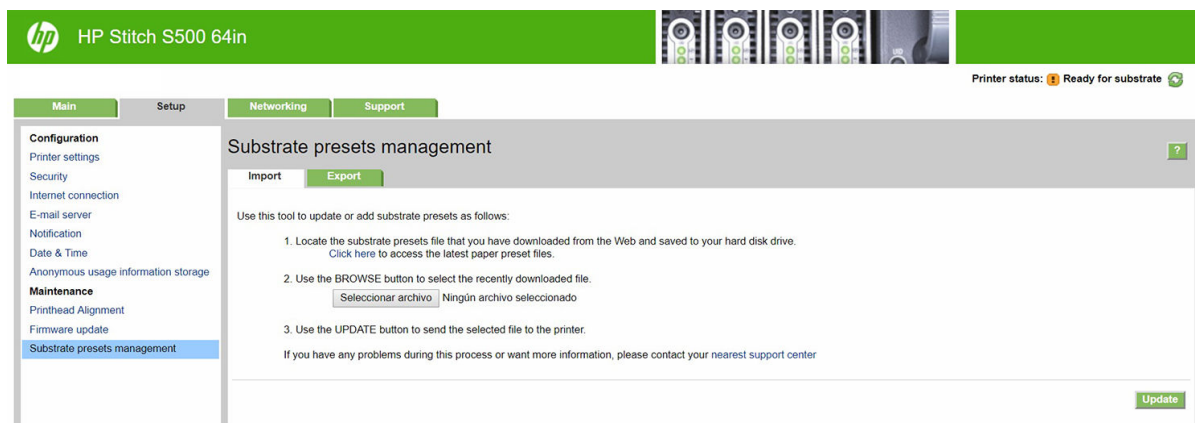 hp HP Stitch S500 64in
Printer status: Ready for substrate
Main Setup Networking Support
Configuration
Printer settings
Security
Internet connection
E-mail server
Notification
Date & Time
Anonymous usage information storage
Maintenance
Printhead Alignment
Firmware update
Substrate presets management
Substrate presets management
?
Import Export
Use this tool to update or add substrate presets as follows:
1. Locate the substrate presets file that you have downloaded from the Web and saved to your hard disk drive.
Click here to access the latest paper preset files.
2. Use the BROWSE button to select the recently downloaded file.
Seleccionar archivo Ningún archivo seleccionado
3. Use the UPDATE button to send the selected file to the printer.
If you have any problems during this process or want more information, please contact your nearest support center
Update